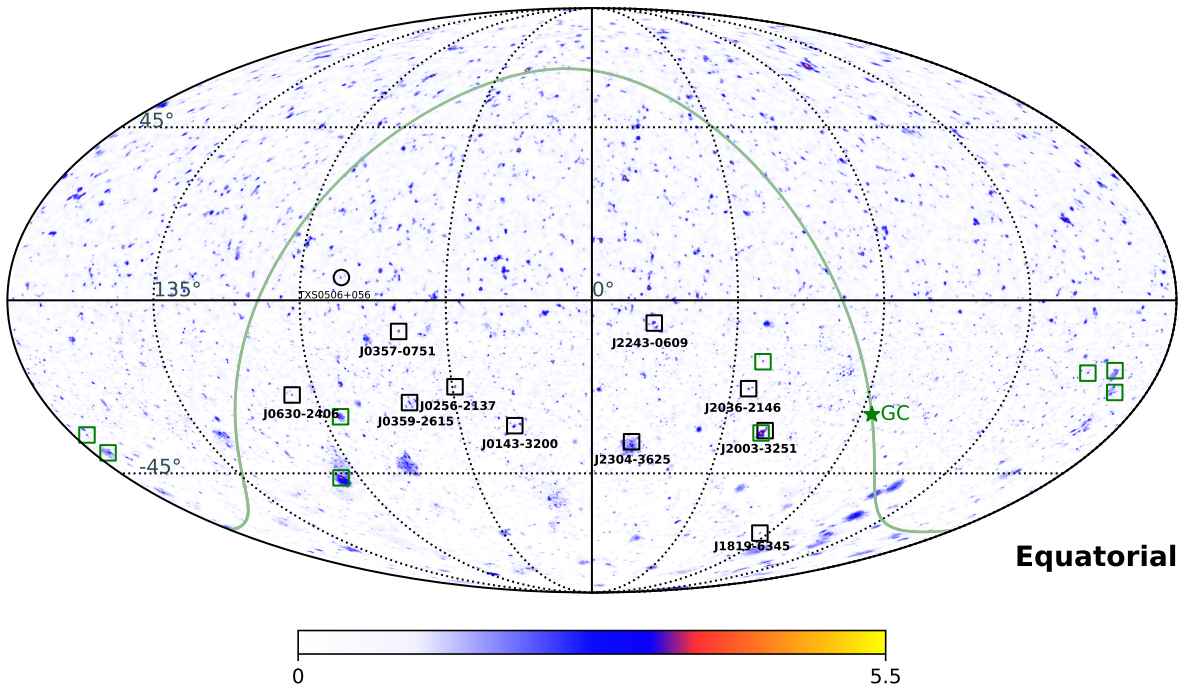 45°
TXS0506+056
135°
0°
J2243-0609
J0357-0751
J0256-2137
J2036-2146
J0630-2406
GC
J0359-2615
J0143-3200
J2003-3251
J2304-3625
-45°
J1819-6345
Equatorial
0
5.5